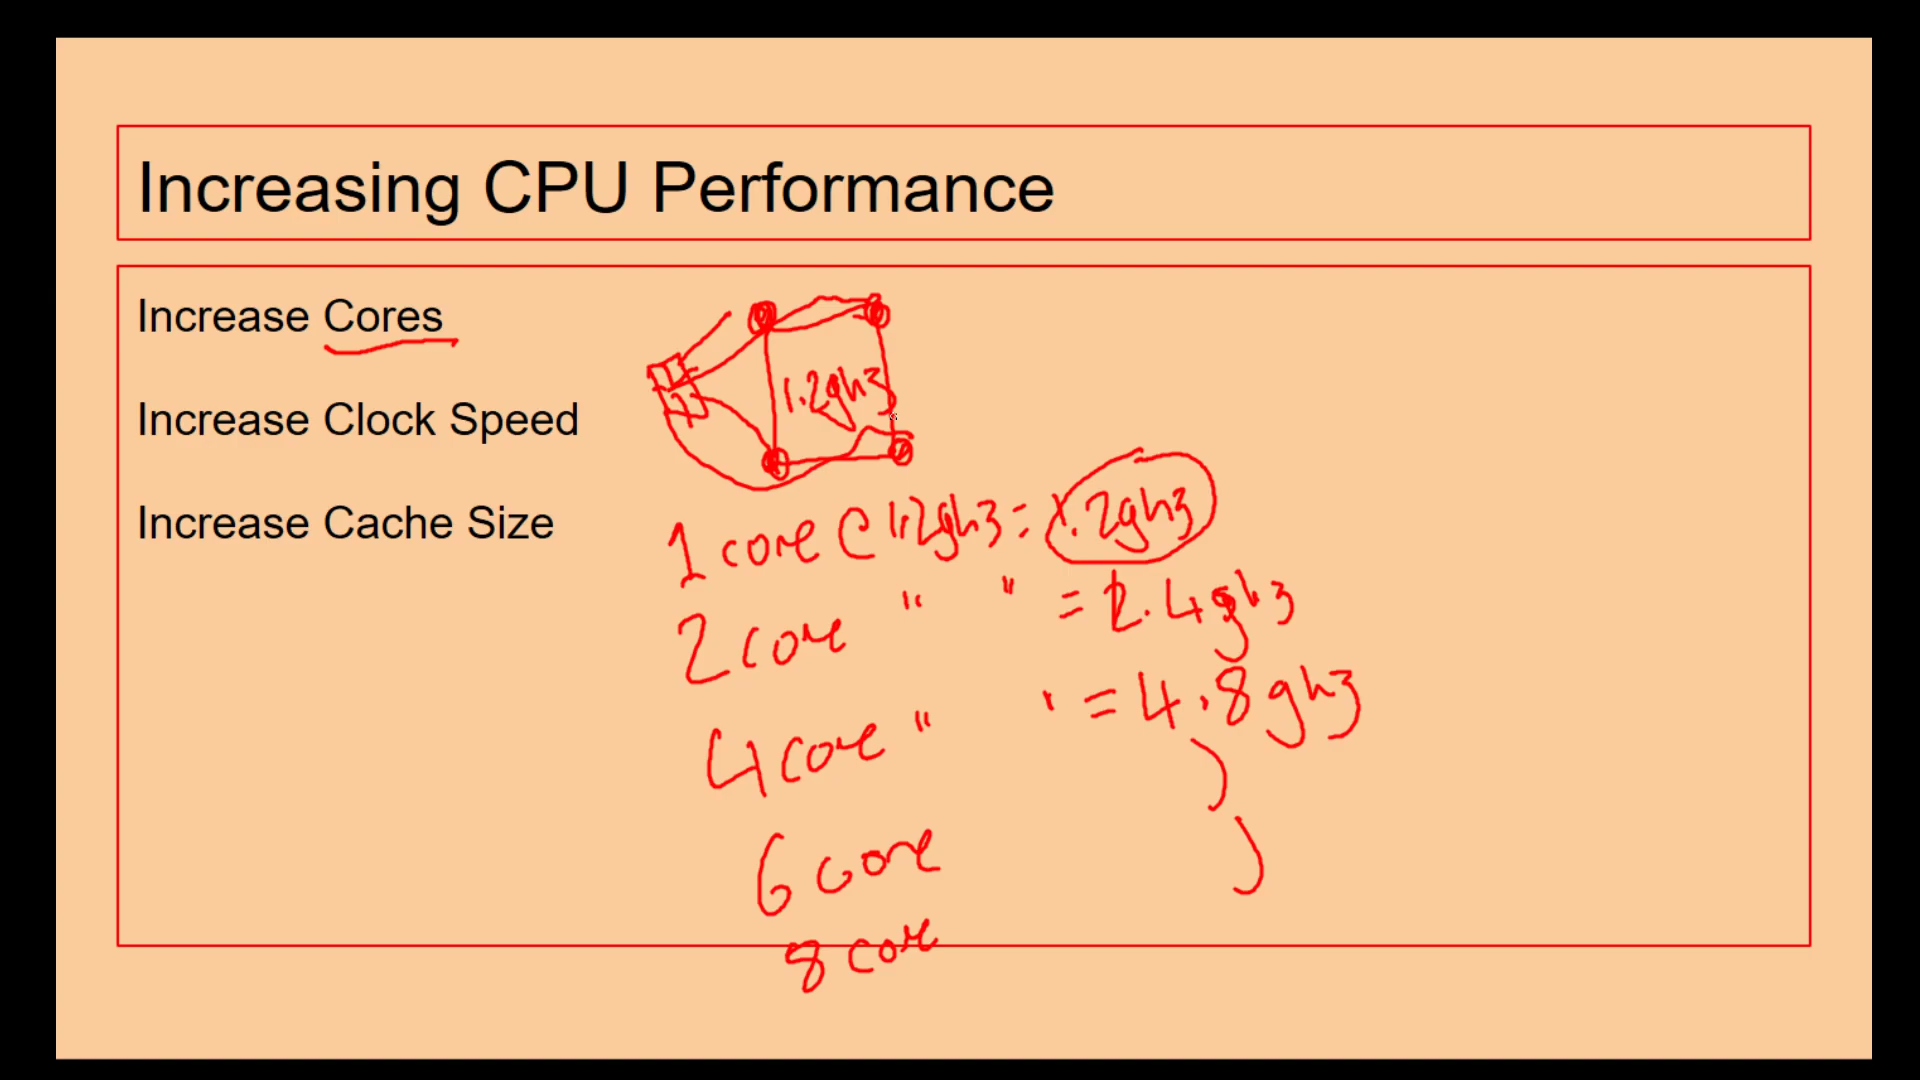 Increasing CPU Performance
Increase Cores
Increase Clock Speed
Increase Cache Size
1.2ghz
1 core @ 1.2ghz = 1.2ghz
2 core " " = 2.4ghz
4 core " " = 4.8ghz
6 core
8 core